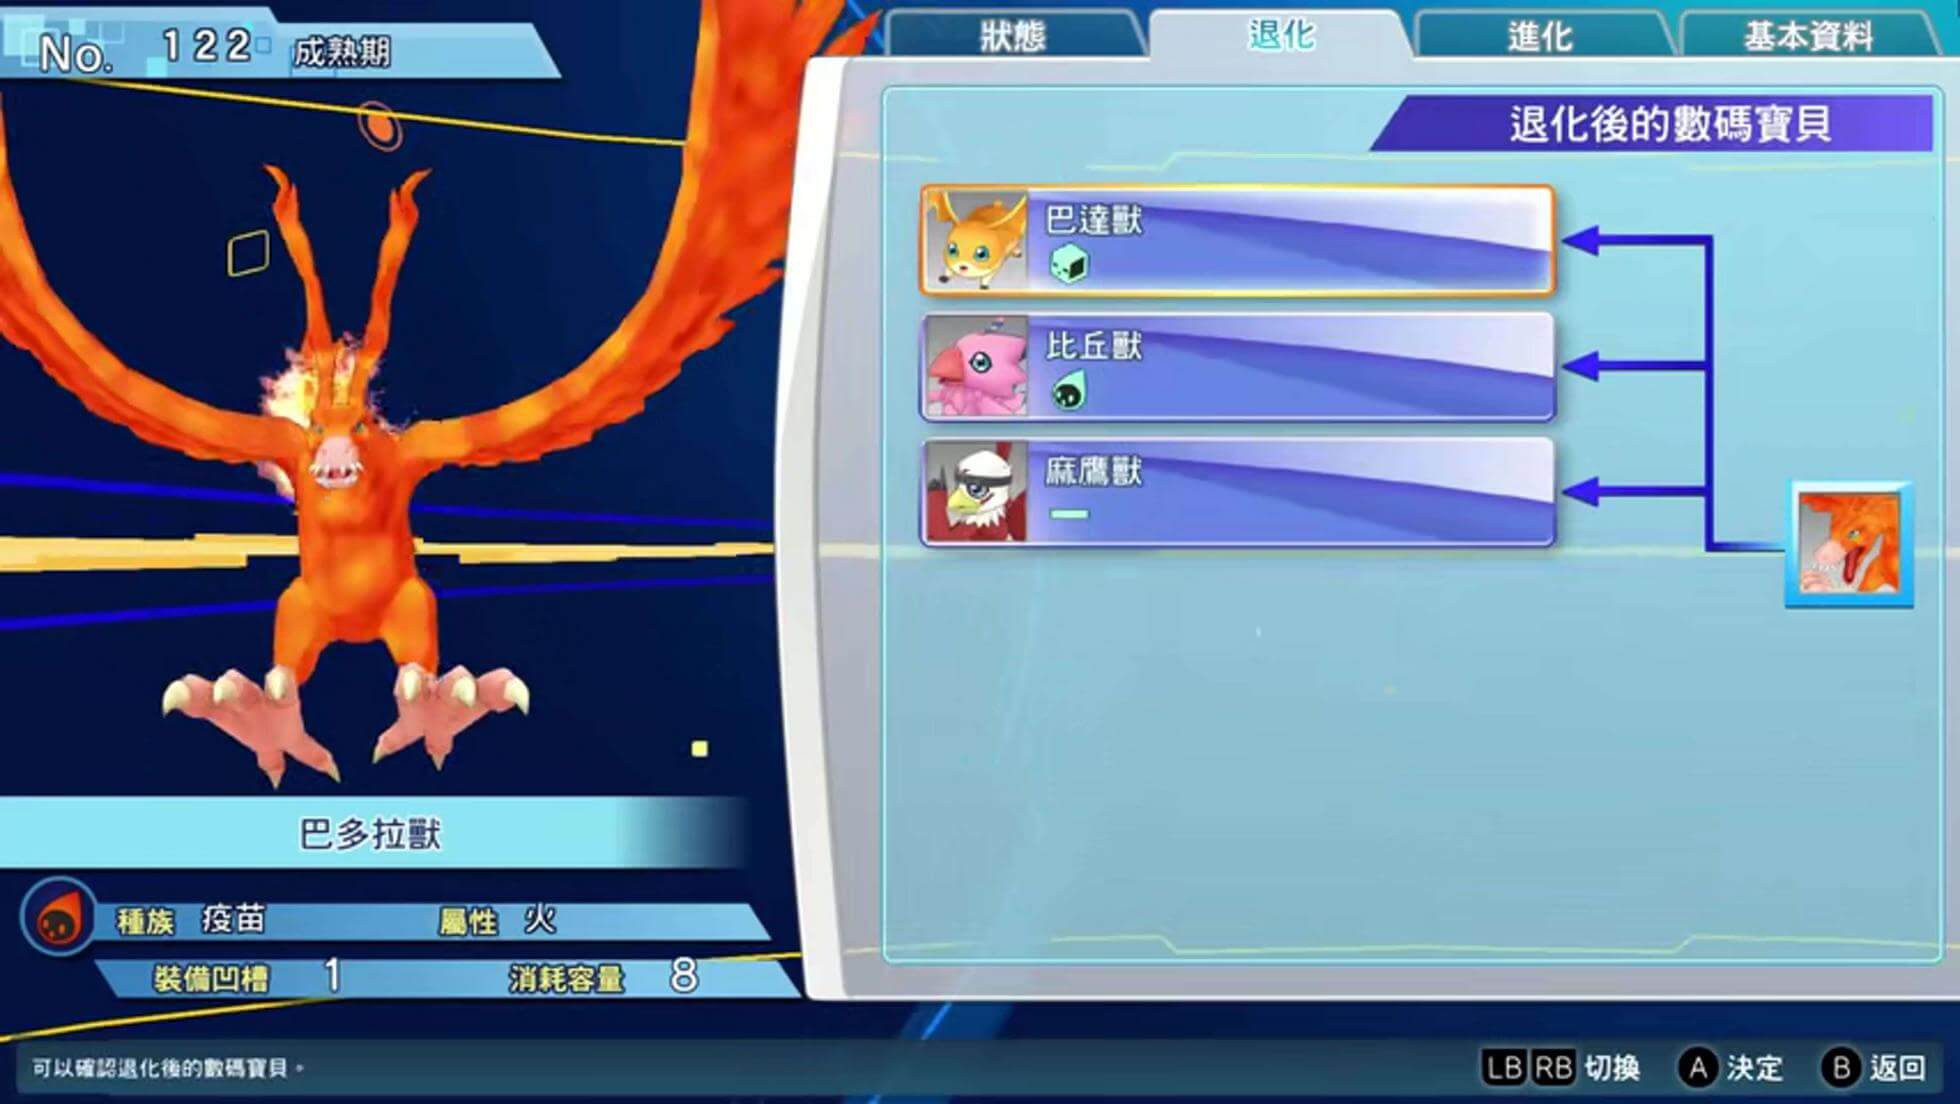 No. 122 成熟期
狀態 退化 進化 基本資料
退化後的數碼寶貝
巴達獸
比丘獸
麻鷹獸
巴多拉獸
種族 疫苗 屬性 火
裝備凹槽 1 消耗容量 8
可以確認退化後的數碼寶貝。
LB RB 切換 A 決定 B 返回